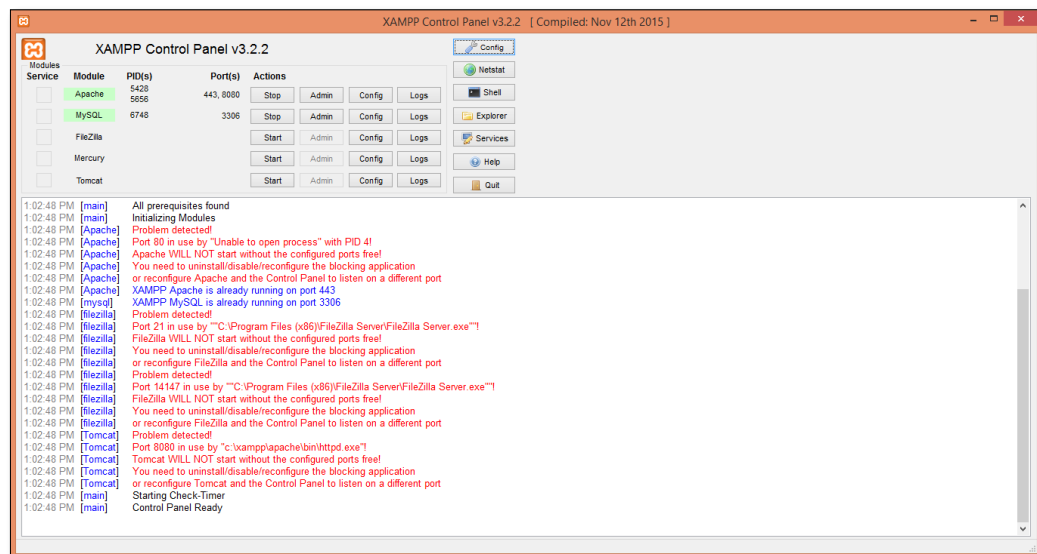 XAMPP Control Panel v3.2.2 [ Compiled: Nov 12th 2015 ]
XAMPP Control Panel v3.2.2
Config
Modules
Service Module PID(s) Port(s) Actions
Netstat
Apache 5428 5656 443, 8080 Stop Admin Config Logs
Shell
MySQL 6748 3306 Stop Admin Config Logs
Explorer
FileZilla Start Admin Config Logs
Services
Mercury Start Admin Config Logs
Help
Tomcat Start Admin Config Logs
Quit
1:02:48 PM [main] All prerequisites found
1:02:48 PM [main] Initializing Modules
1:02:48 PM [Apache] Problem detected!
1:02:48 PM [Apache] Port 80 in use by "Unable to open process" with PID 4!
1:02:48 PM [Apache] Apache WILL NOT start without the configured ports free!
1:02:48 PM [Apache] You need to uninstall/disable/reconfigure the blocking application
1:02:48 PM [Apache] or reconfigure Apache and the Control Panel to listen on a different port
1:02:48 PM [Apache] XAMPP Apache is already running on port 443
1:02:48 PM [mysql] XAMPP MySQL is already running on port 3306
1:02:48 PM [filezilla] Problem detected!
1:02:48 PM [filezilla] Port 21 in use by ""C:\Program Files (x86)\FileZilla Server\FileZilla Server.exe""!
1:02:48 PM [filezilla] FileZilla WILL NOT start without the configured ports free!
1:02:48 PM [filezilla] You need to uninstall/disable/reconfigure the blocking application
1:02:48 PM [filezilla] or reconfigure FileZilla and the Control Panel to listen on a different port
1:02:48 PM [filezilla] Problem detected!
1:02:48 PM [filezilla] Port 14147 in use by ""C:\Program Files (x86)\FileZilla Server\FileZilla Server.exe""!
1:02:48 PM [filezilla] FileZilla WILL NOT start without the configured ports free!
1:02:48 PM [filezilla] You need to uninstall/disable/reconfigure the blocking application
1:02:48 PM [filezilla] or reconfigure FileZilla and the Control Panel to listen on a different port
1:02:48 PM [Tomcat] Problem detected!
1:02:48 PM [Tomcat] Port 8080 in use by "c:\xampp\apache\bin\httpd.exe"!
1:02:48 PM [Tomcat] Tomcat WILL NOT start without the configured ports free!
1:02:48 PM [Tomcat] You need to uninstall/disable/reconfigure the blocking application
1:02:48 PM [Tomcat] or reconfigure Tomcat and the Control Panel to listen on a different port
1:02:48 PM [main] Starting Check-Timer
1:02:48 PM [main] Control Panel Ready